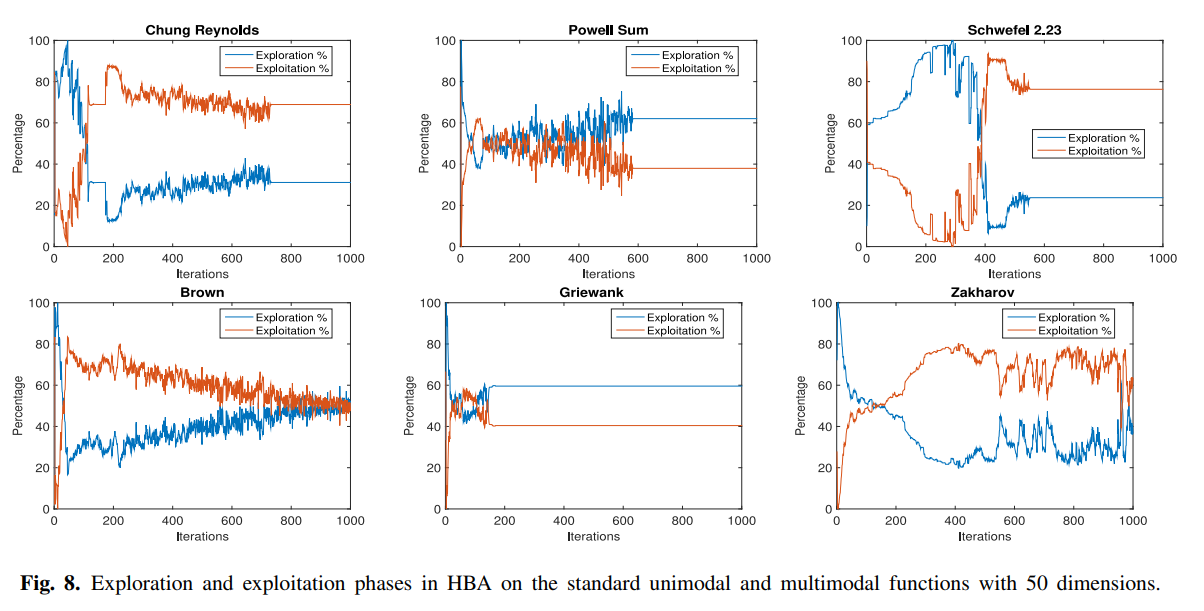 Chung Reynolds
100
80
60
40
20
0
Percentage
Exploration %
Exploitation %
0 200 400 600 800 1000
Iterations
Powell Sum
100
80
60
40
20
0
Percentage
Exploration %
Exploitation %
0 200 400 600 800 1000
Iterations
Schwefel 2.23
100
80
60
40
20
0
Percentage
Exploration %
Exploitation %
0 200 400 600 800 1000
Iterations
Brown
100
80
60
40
20
0
Percentage
Exploration %
Exploitation %
0 200 400 600 800 1000
Iterations
Griewank
100
80
60
40
20
0
Percentage
Exploration %
Exploitation %
0 200 400 600 800 1000
Iterations
Zakharov
100
80
60
40
20
0
Percentage
Exploration %
Exploitation %
0 200 400 600 800 1000
Iterations
Fig. 8. Exploration and exploitation phases in HBA on the standard unimodal and multimodal functions with 50 dimensions.